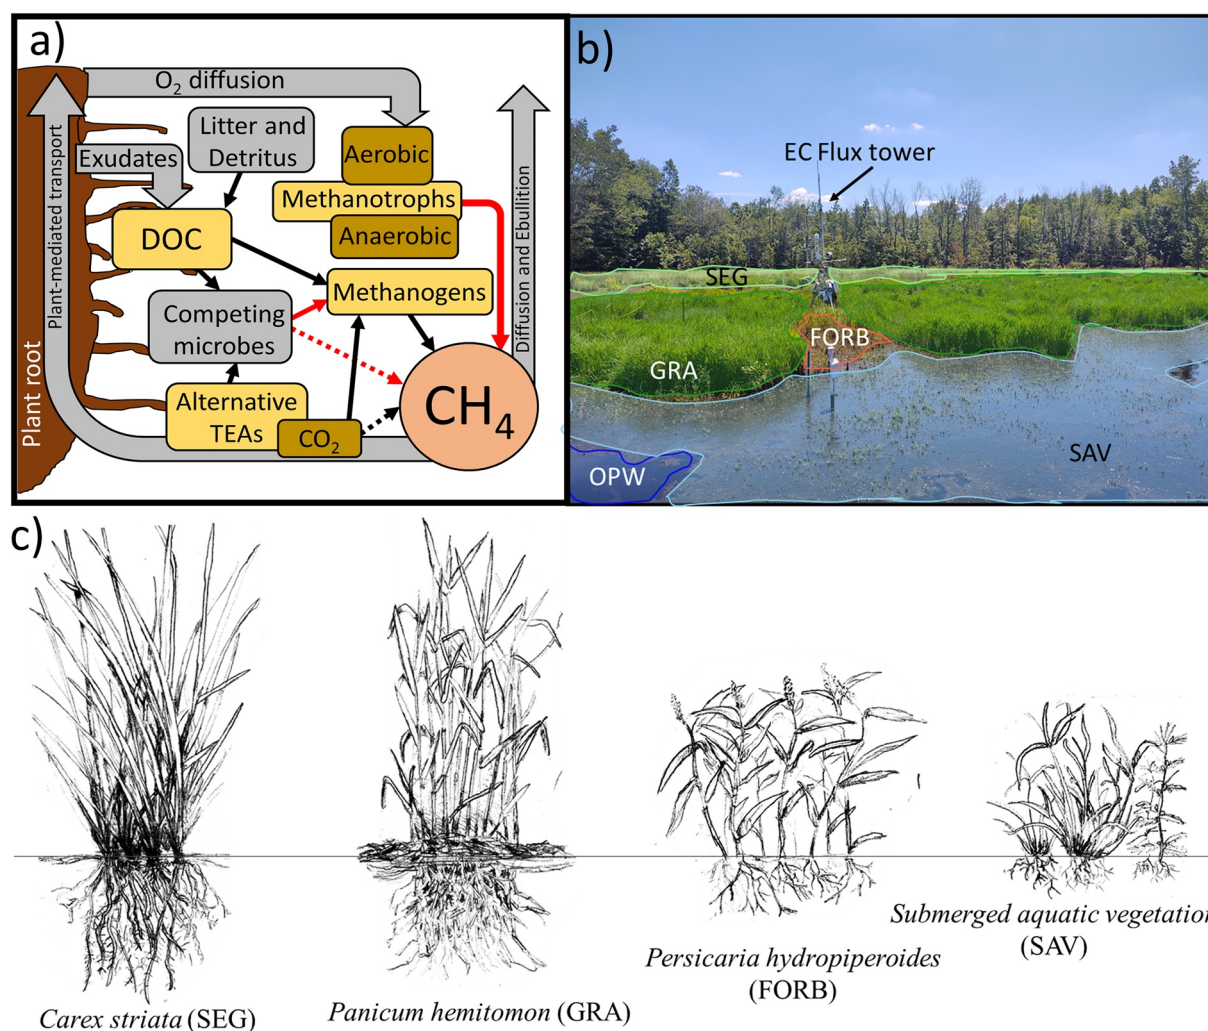 a)
O₂ diffusion
Plant-mediated transport
Plant root
Exudates
Litter and
Detritus
DOC
Competing
microbes
Alternative
TEAs
CO₂
Aerobic
Methanotrophs
Anaerobic
Methanogens
CH₄
Diffusion and Ebullition
b)
EC Flux tower
SEG
FORB
GRA
SAV
OPW
c)
Carex striata (SEG)
Panicum hemitomon (GRA)
Persicaria hydropiperoides
(FORB)
Submerged aquatic vegetation
(SAV)